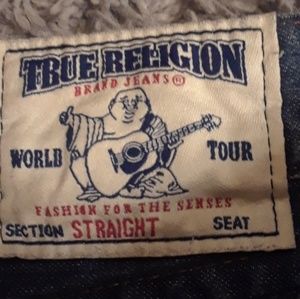 TRUE RELIGION
BRAND JEANS®
WORLD TOUR
FASHION FOR THE SENSES
SECTION STRAIGHT SEAT